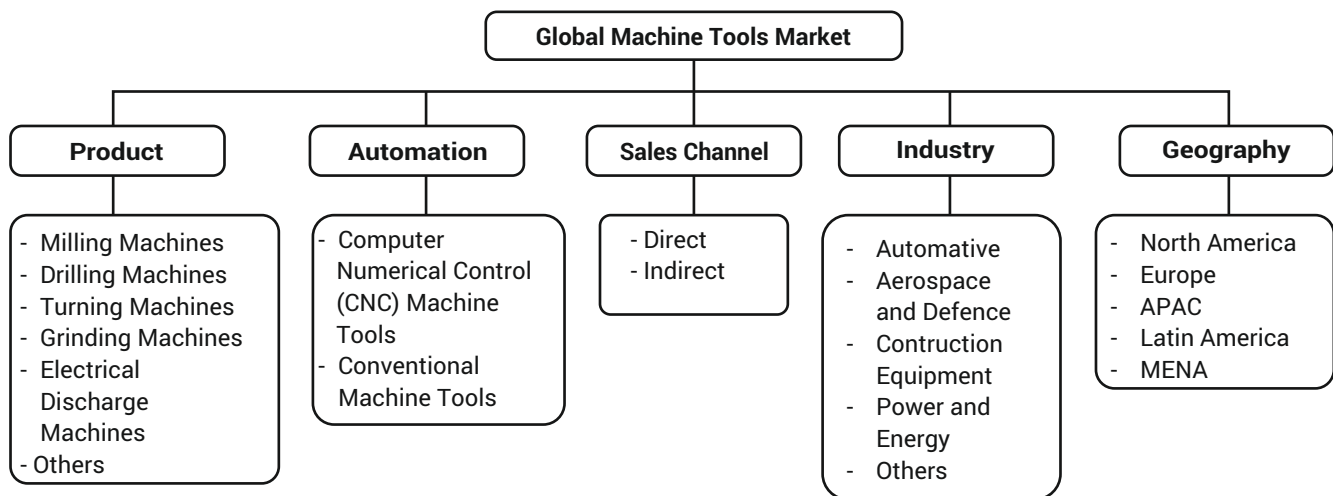 Global Machine Tools Market
Product
Automation
Sales Channel
Industry
Geography
- Milling Machines
- Drilling Machines
- Turning Machines
- Grinding Machines
- Electrical
Discharge
Machines
- Others
- Computer
Numerical Control
(CNC) Machine
Tools
- Conventional
Machine Tools
- Direct
- Indirect
- Automative
- Aerospace
and Defence
- Contruction
Equipment
- Power and
Energy
- Others
- North America
- Europe
- APAC
- Latin America
- MENA